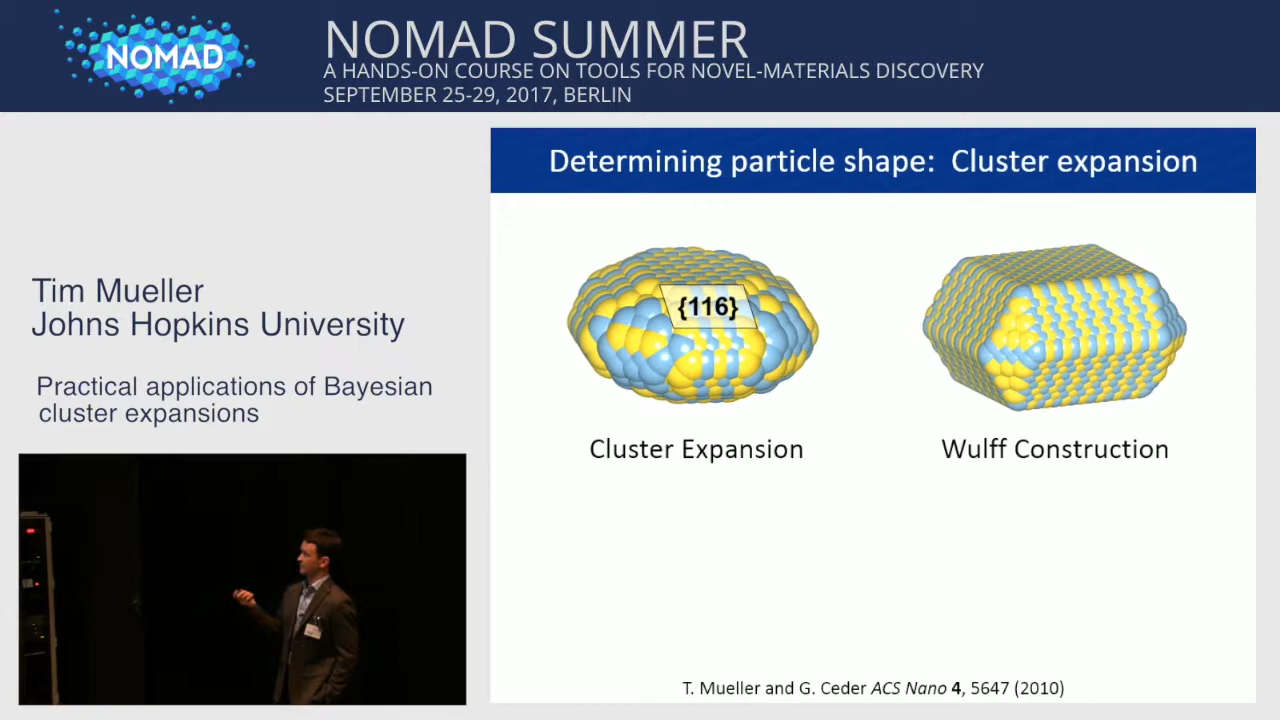 NOMAD
NOMAD SUMMER
A HANDS-ON COURSE ON TOOLS FOR NOVEL-MATERIALS DISCOVERY
SEPTEMBER 25-29, 2017, BERLIN
Tim Mueller
Johns Hopkins University
Practical applications of Bayesian
cluster expansions
Determining particle shape: Cluster expansion
{116}
Cluster Expansion
Wulff Construction
T. Mueller and G. Ceder ACS Nano 4, 5647 (2010)